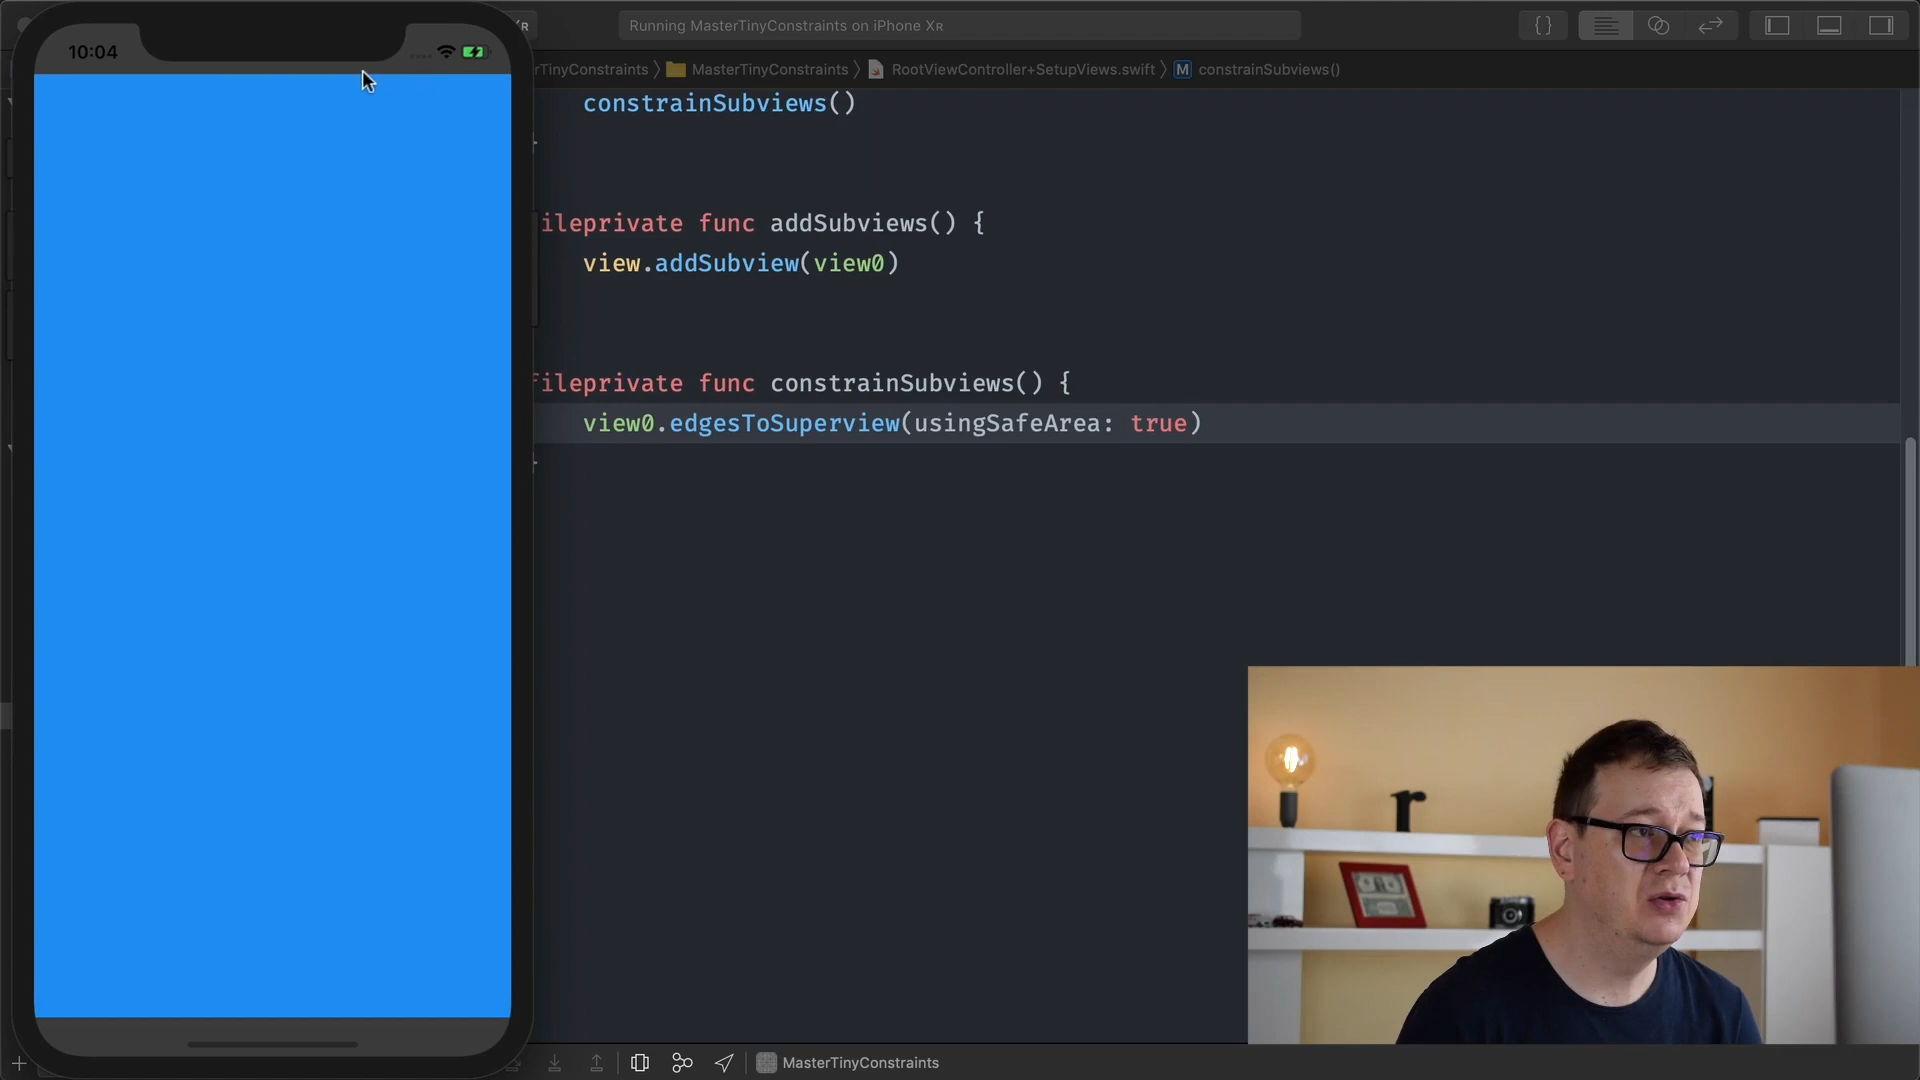 10:04
R
Running MasterTinyConstraints on iPhone XR
TinyConstraints 〉 MasterTinyConstraints 〉 RootViewController+SetupViews.swift 〉 M constrainSubviews()
constrainSubviews()
}
ileprivate func addSubviews() {
view.addSubview(view0)
fileprivate func constrainSubviews() {
view0.edgesToSuperview(usingSafeArea: true)
}
MasterTinyConstraints